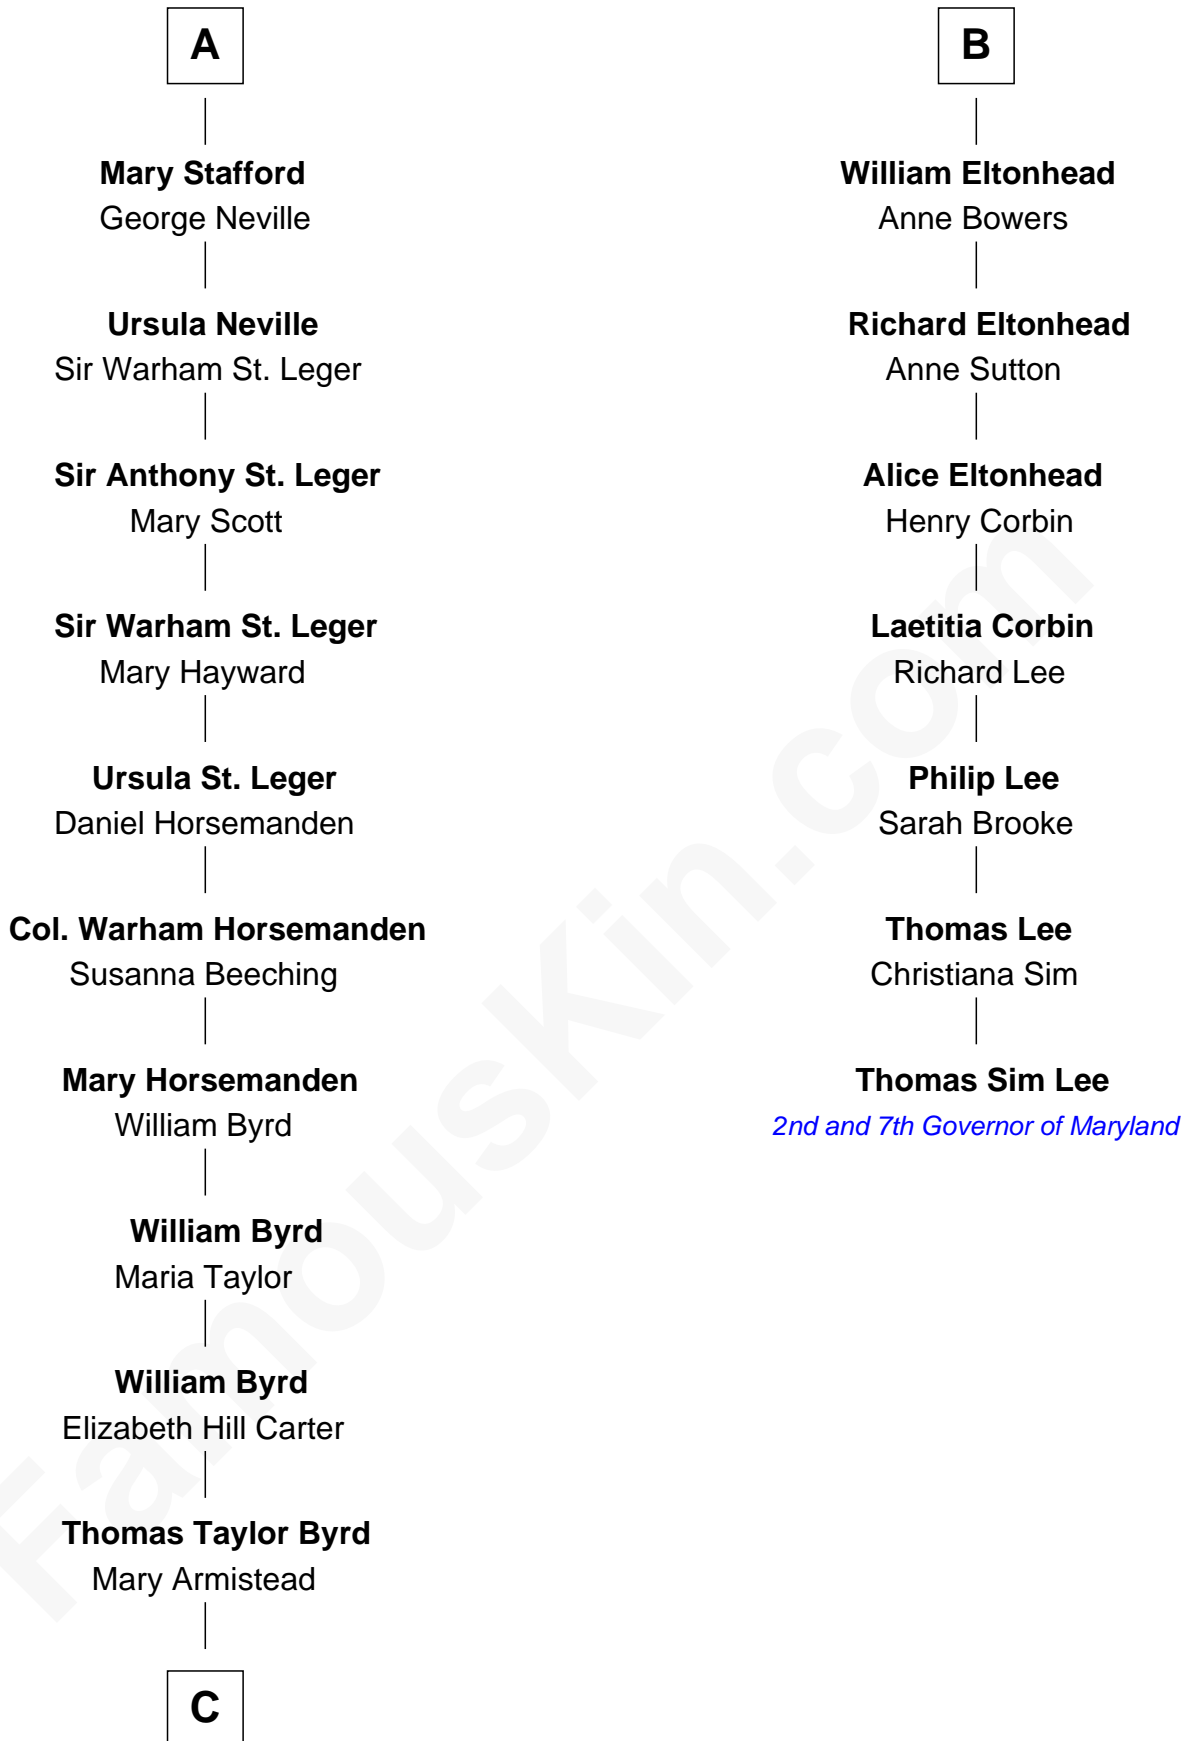 A
Mary Stafford
George Neville
Ursula Neville
Sir Warham St. Leger
Sir Anthony St. Leger
Mary Scott
Sir Warham St. Leger
Mary Hayward
Ursula St. Leger
Daniel Horsemanden
Col. Warham Horsemanden
Susanna Beeching
Mary Horsemanden
William Byrd
William Byrd
Maria Taylor
William Byrd
Elizabeth Hill Carter
Thomas Taylor Byrd
Mary Armistead
C
B
William Eltonhead
Anne Bowers
Richard Eltonhead
Anne Sutton
Alice Eltonhead
Henry Corbin
Laetitia Corbin
Richard Lee
Philip Lee
Sarah Brooke
Thomas Lee
Christiana Sim
Thomas Sim Lee
2nd and 7th Governor of Maryland
FamousKin.com